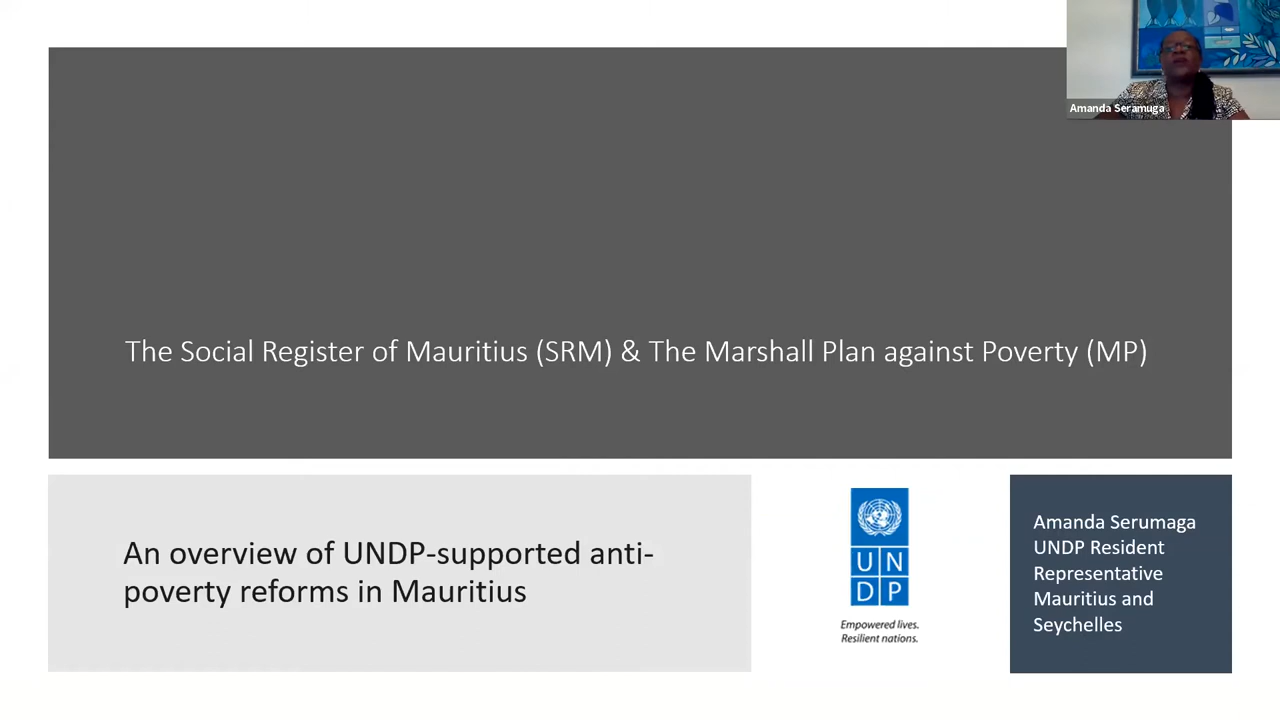 Amanda Seramuga
The Social Register of Mauritius (SRM) & The Marshall Plan against Poverty (MP)
An overview of UNDP-supported anti-
poverty reforms in Mauritius
U N
D P
Empowered lives.
Resilient nations.
Amanda Serumaga
UNDP Resident
Representative
Mauritius and
Seychelles